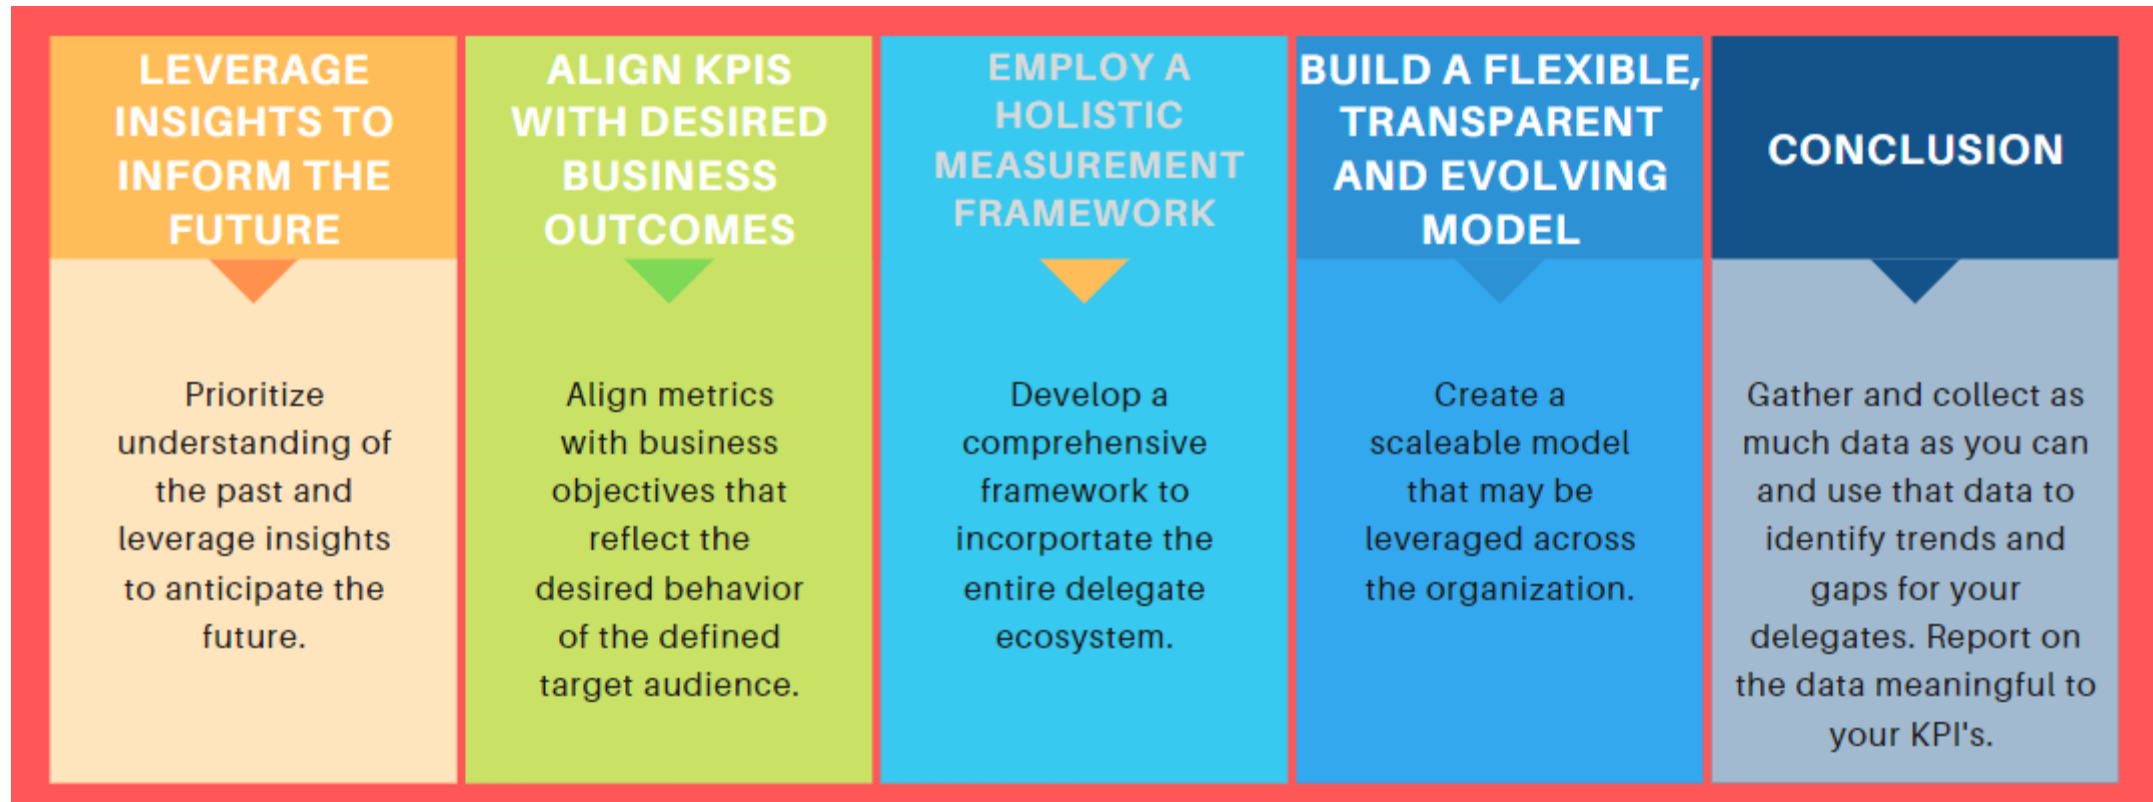 LEVERAGE
INSIGHTS TO
INFORM THE
FUTURE
Prioritize
understanding of
the past and
leverage insights
to anticipate the
future.
ALIGN KPIS
WITH DESIRED
BUSINESS
OUTCOMES
Align metrics
with business
objectives that
reflect the
desired behavior
of the defined
target audience.
EMPLOY A
HOLISTIC
MEASUREMENT
FRAMEWORK
Develop a
comprehensive
framework to
incorportate the
entire delegate
ecosystem.
BUILD A FLEXIBLE,
TRANSPARENT
AND EVOLVING
MODEL
Create a
scaleable model
that may be
leveraged across
the organization.
CONCLUSION
Gather and collect as
much data as you can
and use that data to
identify trends and
gaps for your
delegates. Report on
the data meaningful to
your KPI's.